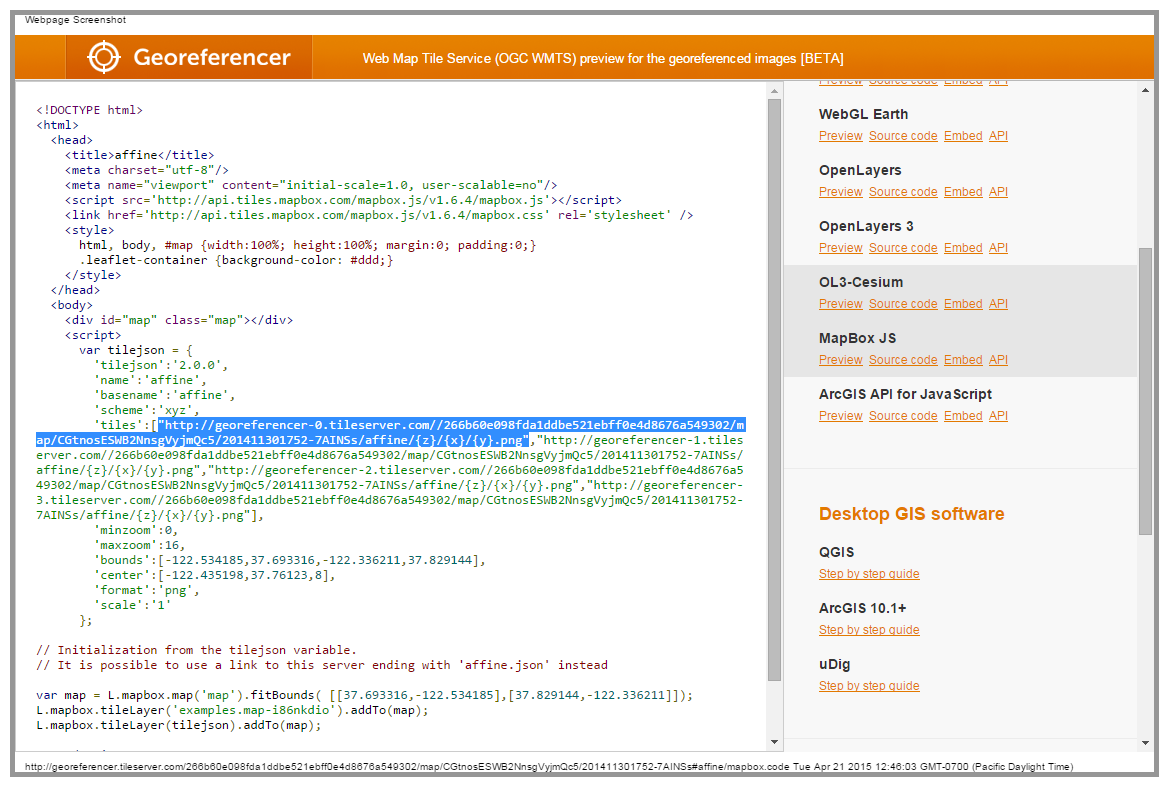 Webpage Screenshot
Georeferencer
Web Map Tile Service (OGC WMTS) preview for the georeferenced images [BETA]
<!DOCTYPE html>
<html>
<head>
<title>affine</title>
<meta charset="utf-8"/>
<meta name="viewport" content="initial-scale=1.0, user-scalable=no"/>
<script src='http://api.tiles.mapbox.com/mapbox.js/v1.6.4/mapbox.js'></script>
<link href='http://api.tiles.mapbox.com/mapbox.js/v1.6.4/mapbox.css' rel='stylesheet' />
<style>
html, body, #map {width:100%; height:100%; margin:0; padding:0;}
.leaflet-container {background-color: #ddd;}
</style>
</head>
<body>
<div id="map" class="map"></div>
<script>
var tilejson = {
'tilejson':'2.0.0',
'name':'affine',
'basename':'affine',
'scheme':'xyz',
'tiles':["http://georeferencer-0.tileserver.com//266b60e098fda1ddbe521ebff0e4d8676a549302/m
ap/CGtnosESWB2NnsgVyjmQc5/201411301752-7AINSs/affine/{z}/{x}/{y}.png","http://georeferencer-1.tiles
erver.com//266b60e098fda1ddbe521ebff0e4d8676a549302/map/CGtnosESWB2NnsgVyjmQc5/201411301752-7AINSs/
affine/{z}/{x}/{y}.png","http://georeferencer-2.tileserver.com//266b60e098fda1ddbe521ebff0e4d8676a5
49302/map/CGtnosESWB2NnsgVyjmQc5/201411301752-7AINSs/affine/{z}/{x}/{y}.png","http://georeferencer-
3.tileserver.com//266b60e098fda1ddbe521ebff0e4d8676a549302/map/CGtnosESWB2NnsgVyjmQc5/201411301752-
7AINSs/affine/{z}/{x}/{y}.png"],
'minzoom':0,
'maxzoom':16,
'bounds':[-122.534185,37.693316,-122.336211,37.829144],
'center':[-122.435198,37.76123,8],
'format':'png',
'scale':'1'
};
// Initialization from the tilejson variable.
// It is possible to use a link to this server ending with 'affine.json' instead
var map = L.mapbox.map('map').fitBounds( [[37.693316,-122.534185],[37.829144,-122.336211]]);
L.mapbox.tileLayer('examples.map-i86nkdio').addTo(map);
L.mapbox.tileLayer(tilejson).addTo(map);
Preview Source code Embed API
WebGL Earth
Preview Source code Embed API
OpenLayers
Preview Source code Embed API
OpenLayers 3
Preview Source code Embed API
OL3-Cesium
Preview Source code Embed API
MapBox JS
Preview Source code Embed API
ArcGIS API for JavaScript
Preview Source code Embed API
Desktop GIS software
QGIS
Step by step guide
ArcGIS 10.1+
Step by step guide
uDig
Step by step guide
http://georeferencer.tileserver.com/266b60e098fda1ddbe521ebff0e4d8676a549302/map/CGtnosESWB2NnsgVyjmQc5/201411301752-7AINSs#affine/mapbox.code Tue Apr 21 2015 12:46:03 GMT-0700 (Pacific Daylight Time)